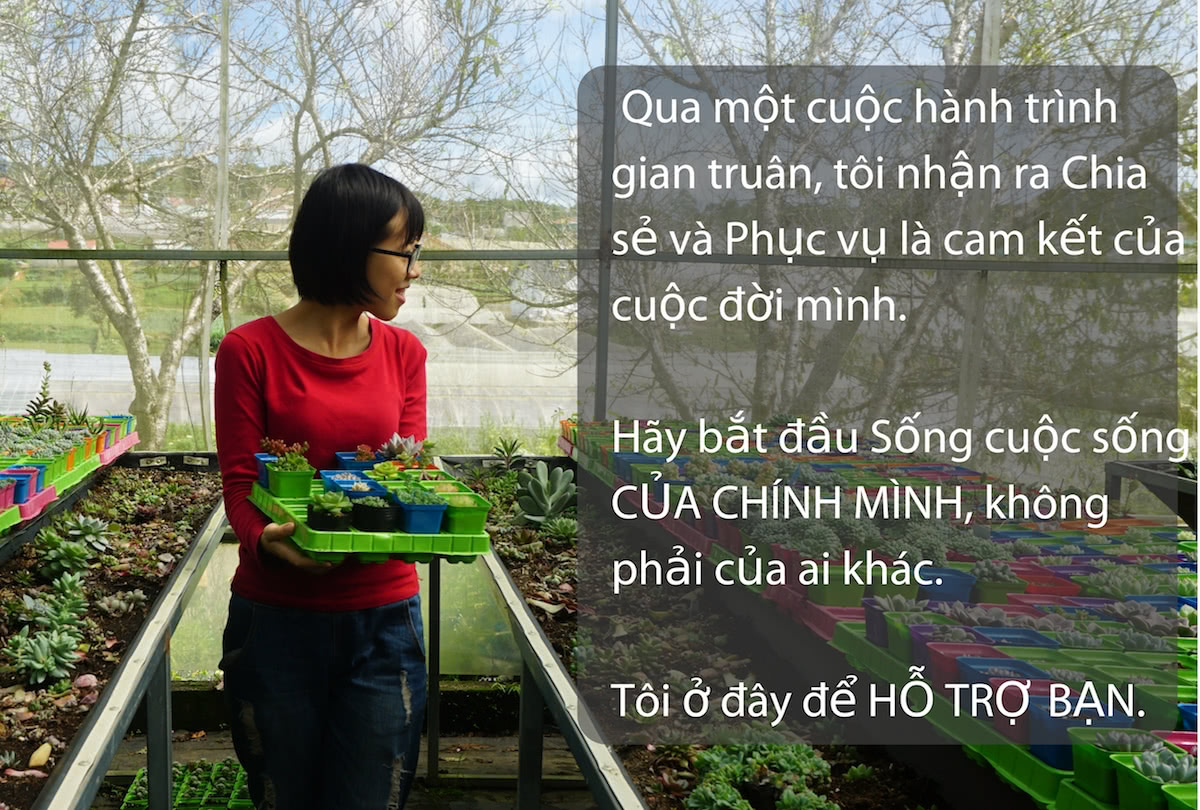 Qua một cuộc hành trình
gian truân, tôi nhận ra Chia
sẻ và Phục vụ là cam kết của
cuộc đời mình.
Hãy bắt đầu Sống cuộc sống
CỦA CHÍNH MÌNH, không
phải của ai khác.
Tôi ở đây để HỖ TRỢ BẠN.